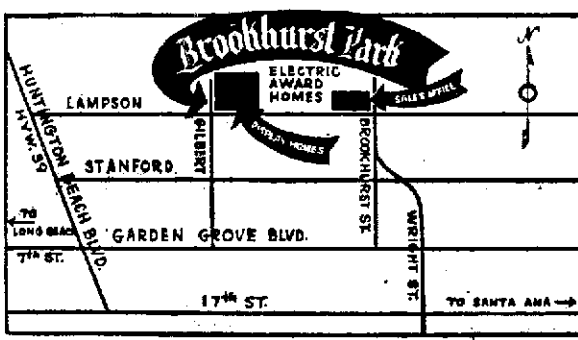 Brookhurst Park
N
ELECTRIC
AWARD
HOMES
SALES OFFICE
LAMPSON
GILBERT
DISPLAY HOMES
BROOKHURST ST.
HUNTINGTON BEACH BLVD.
HYW. 39
STANFORD
WRIGHT ST.
TO
LONG BEACH
GARDEN GROVE BLVD.
7th ST.
17th ST.
TO SANTA ANA